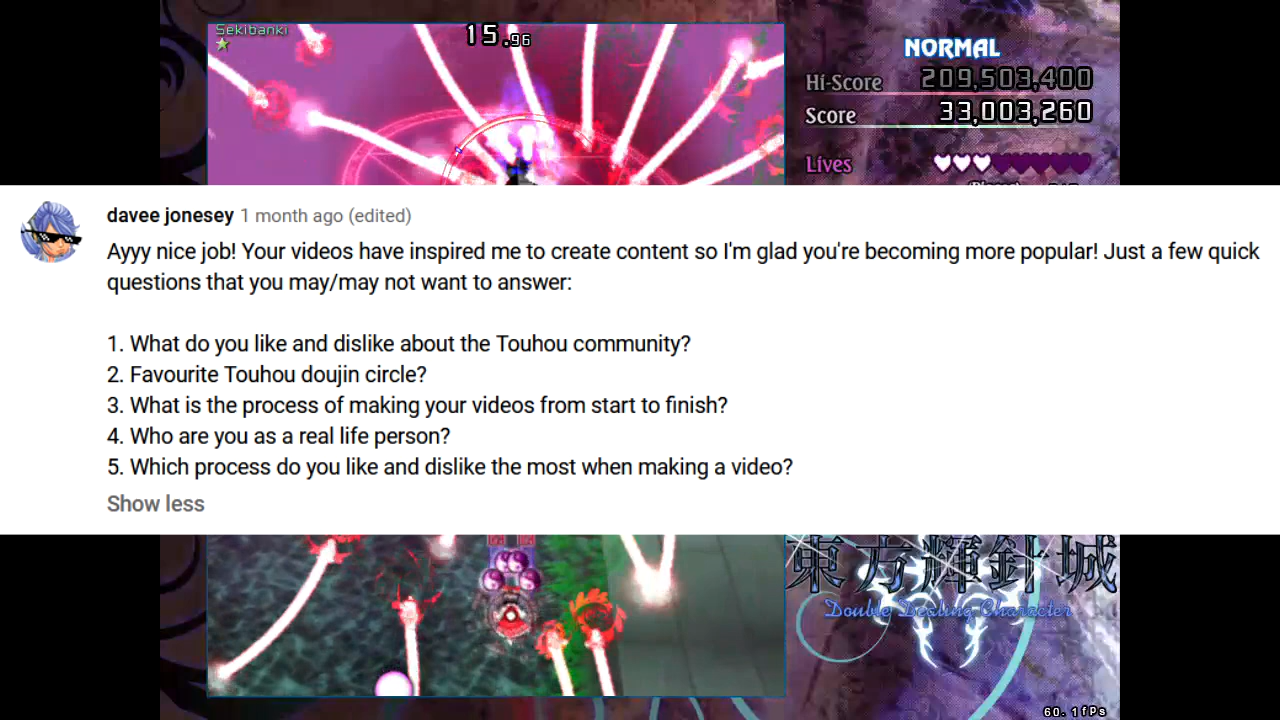 Sekibanki
15.96
NORMAL
Hi-Score 209,503,400
Score 33,003,260
Lives
davee jonesey 1 month ago (edited)
Ayyy nice job! Your videos have inspired me to create content so I'm glad you're becoming more popular! Just a few quick
questions that you may/may not want to answer:
1. What do you like and dislike about the Touhou community?
2. Favourite Touhou doujin circle?
3. What is the process of making your videos from start to finish?
4. Who are you as a real life person?
5. Which process do you like and dislike the most when making a video?
Show less
東方輝針城
Double Dealing Character
60.1fps